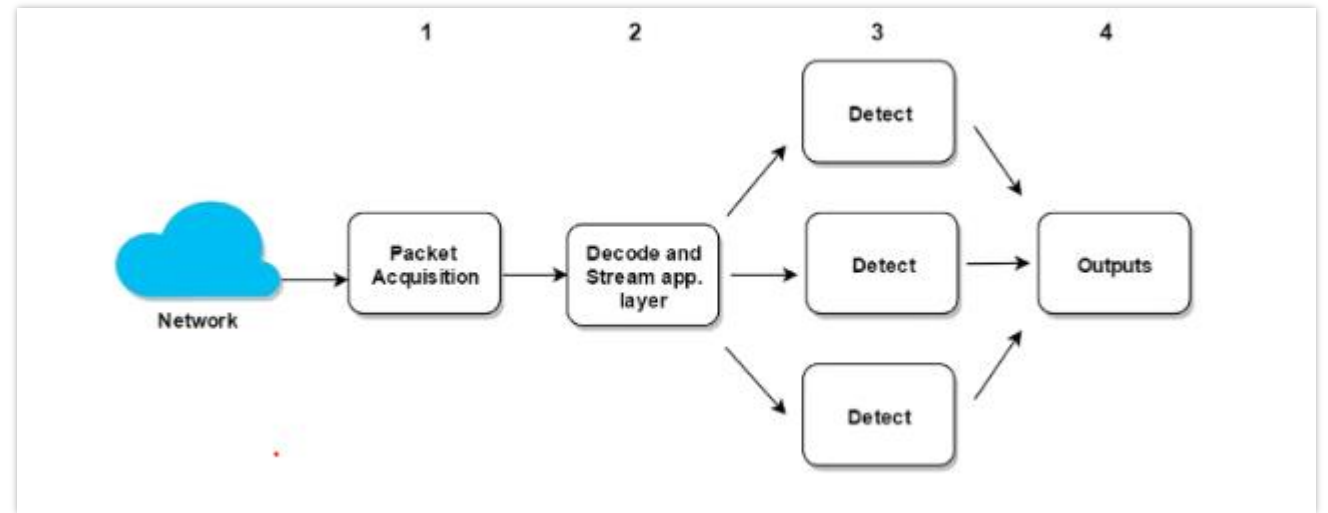 1
2
3
4
Detect
Packet
Acquisition
Decode and
Stream app.
layer
Detect
Outputs
Network
Detect